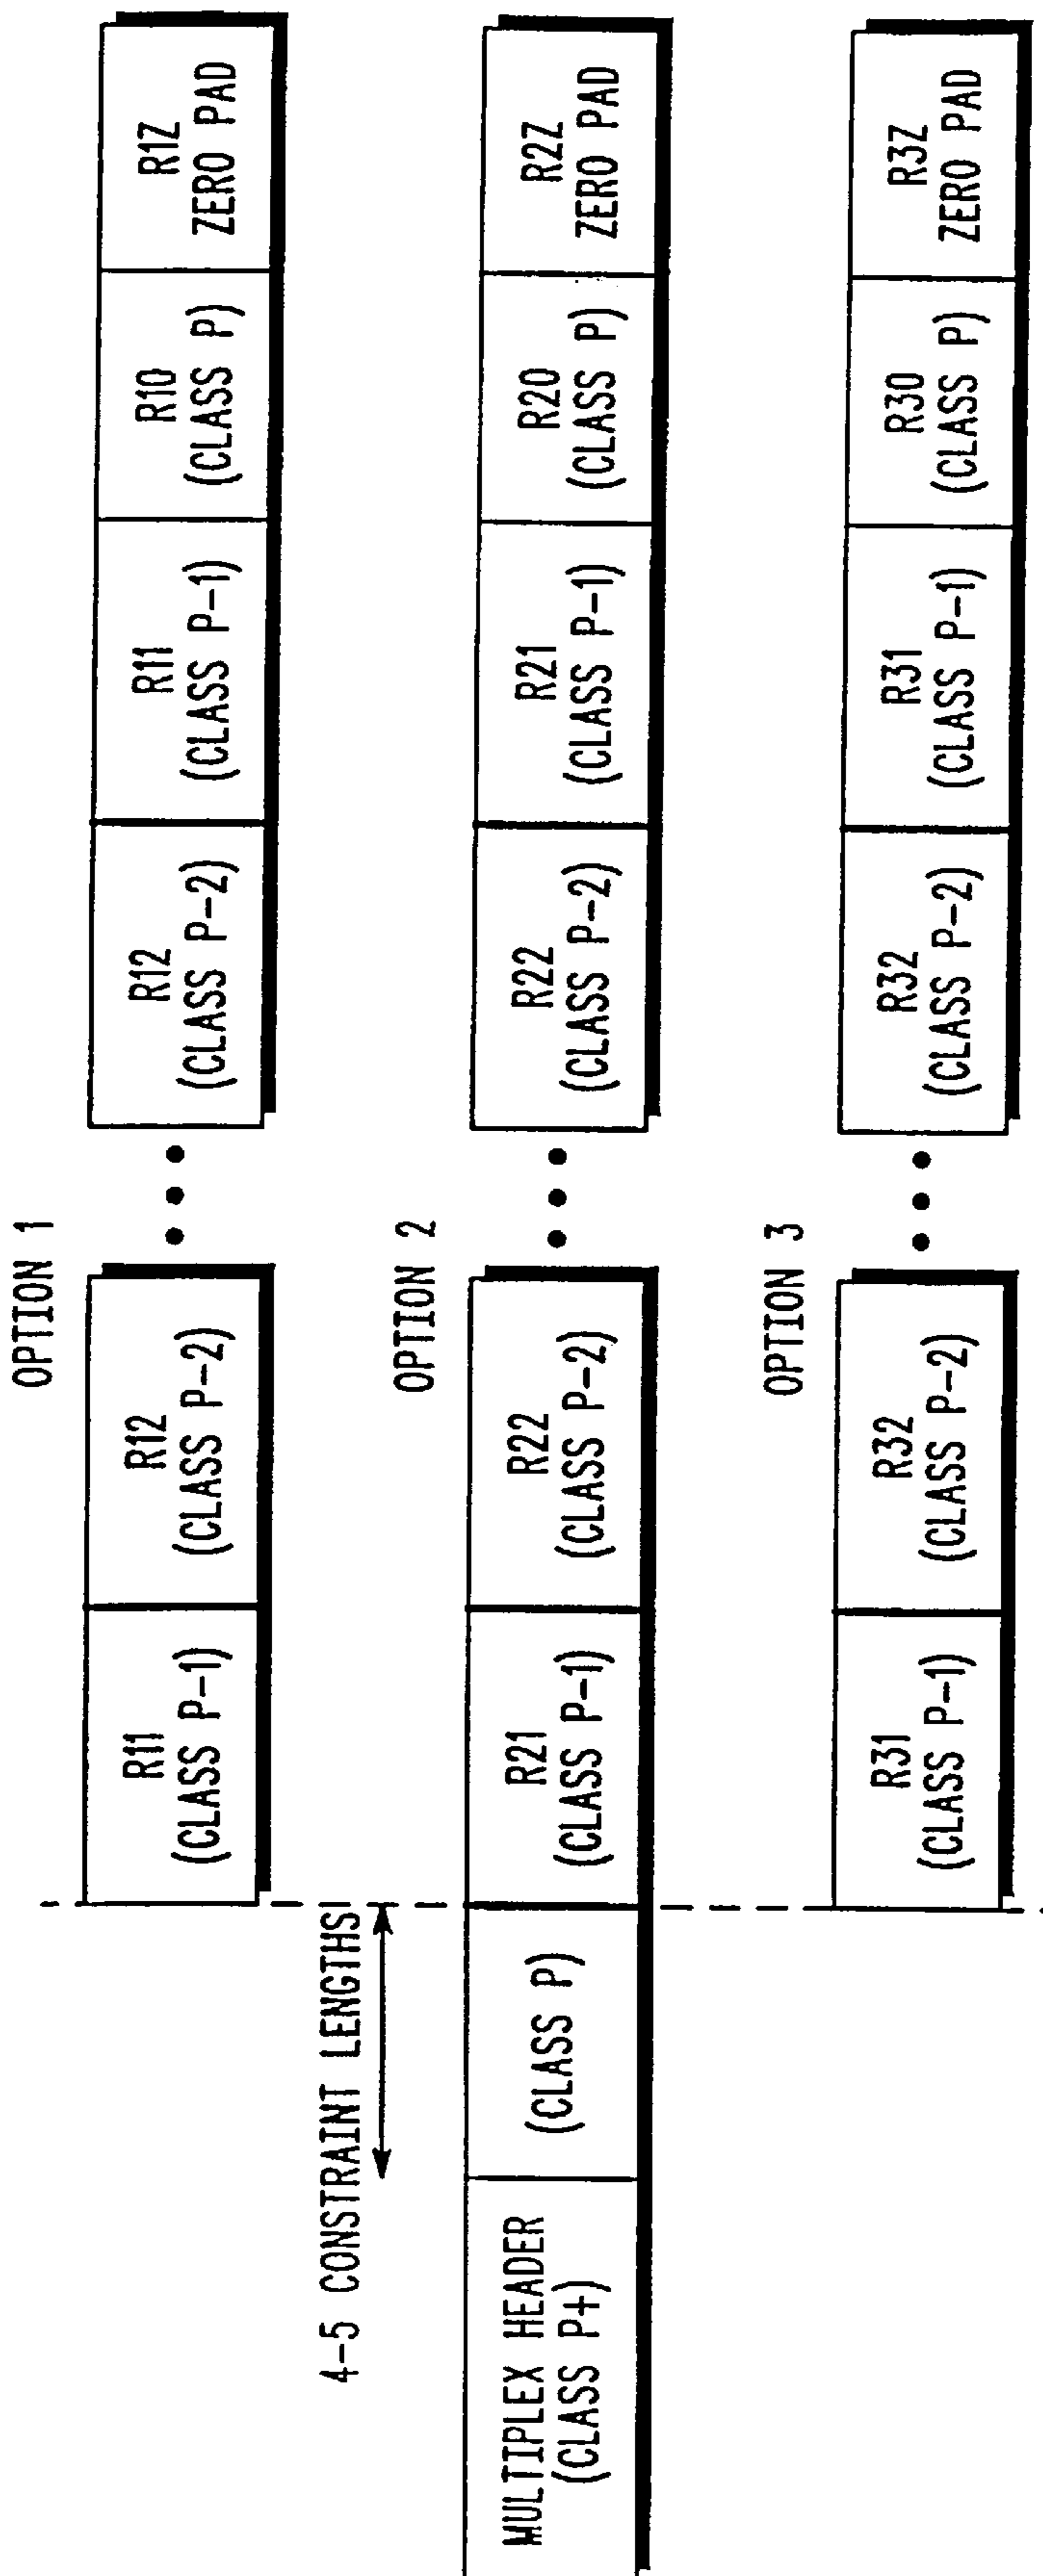 OPTION 1
R11
(CLASS P-1)
R12
(CLASS P-2)
R12
(CLASS P-2)
R11
(CLASS P-1)
R10
(CLASS P)
R1Z
ZERO PAD
4-5 CONSTRAINT LENGTHS
OPTION 2
MULTIPLEX HEADER
(CLASS P+)
(CLASS P)
R21
(CLASS P-1)
R22
(CLASS P-2)
R22
(CLASS P-2)
R21
(CLASS P-1)
R20
(CLASS P)
R2Z
ZERO PAD
OPTION 3
R31
(CLASS P-1)
R32
(CLASS P-2)
R32
(CLASS P-2)
R31
(CLASS P-1)
R30
(CLASS P)
R3Z
ZERO PAD